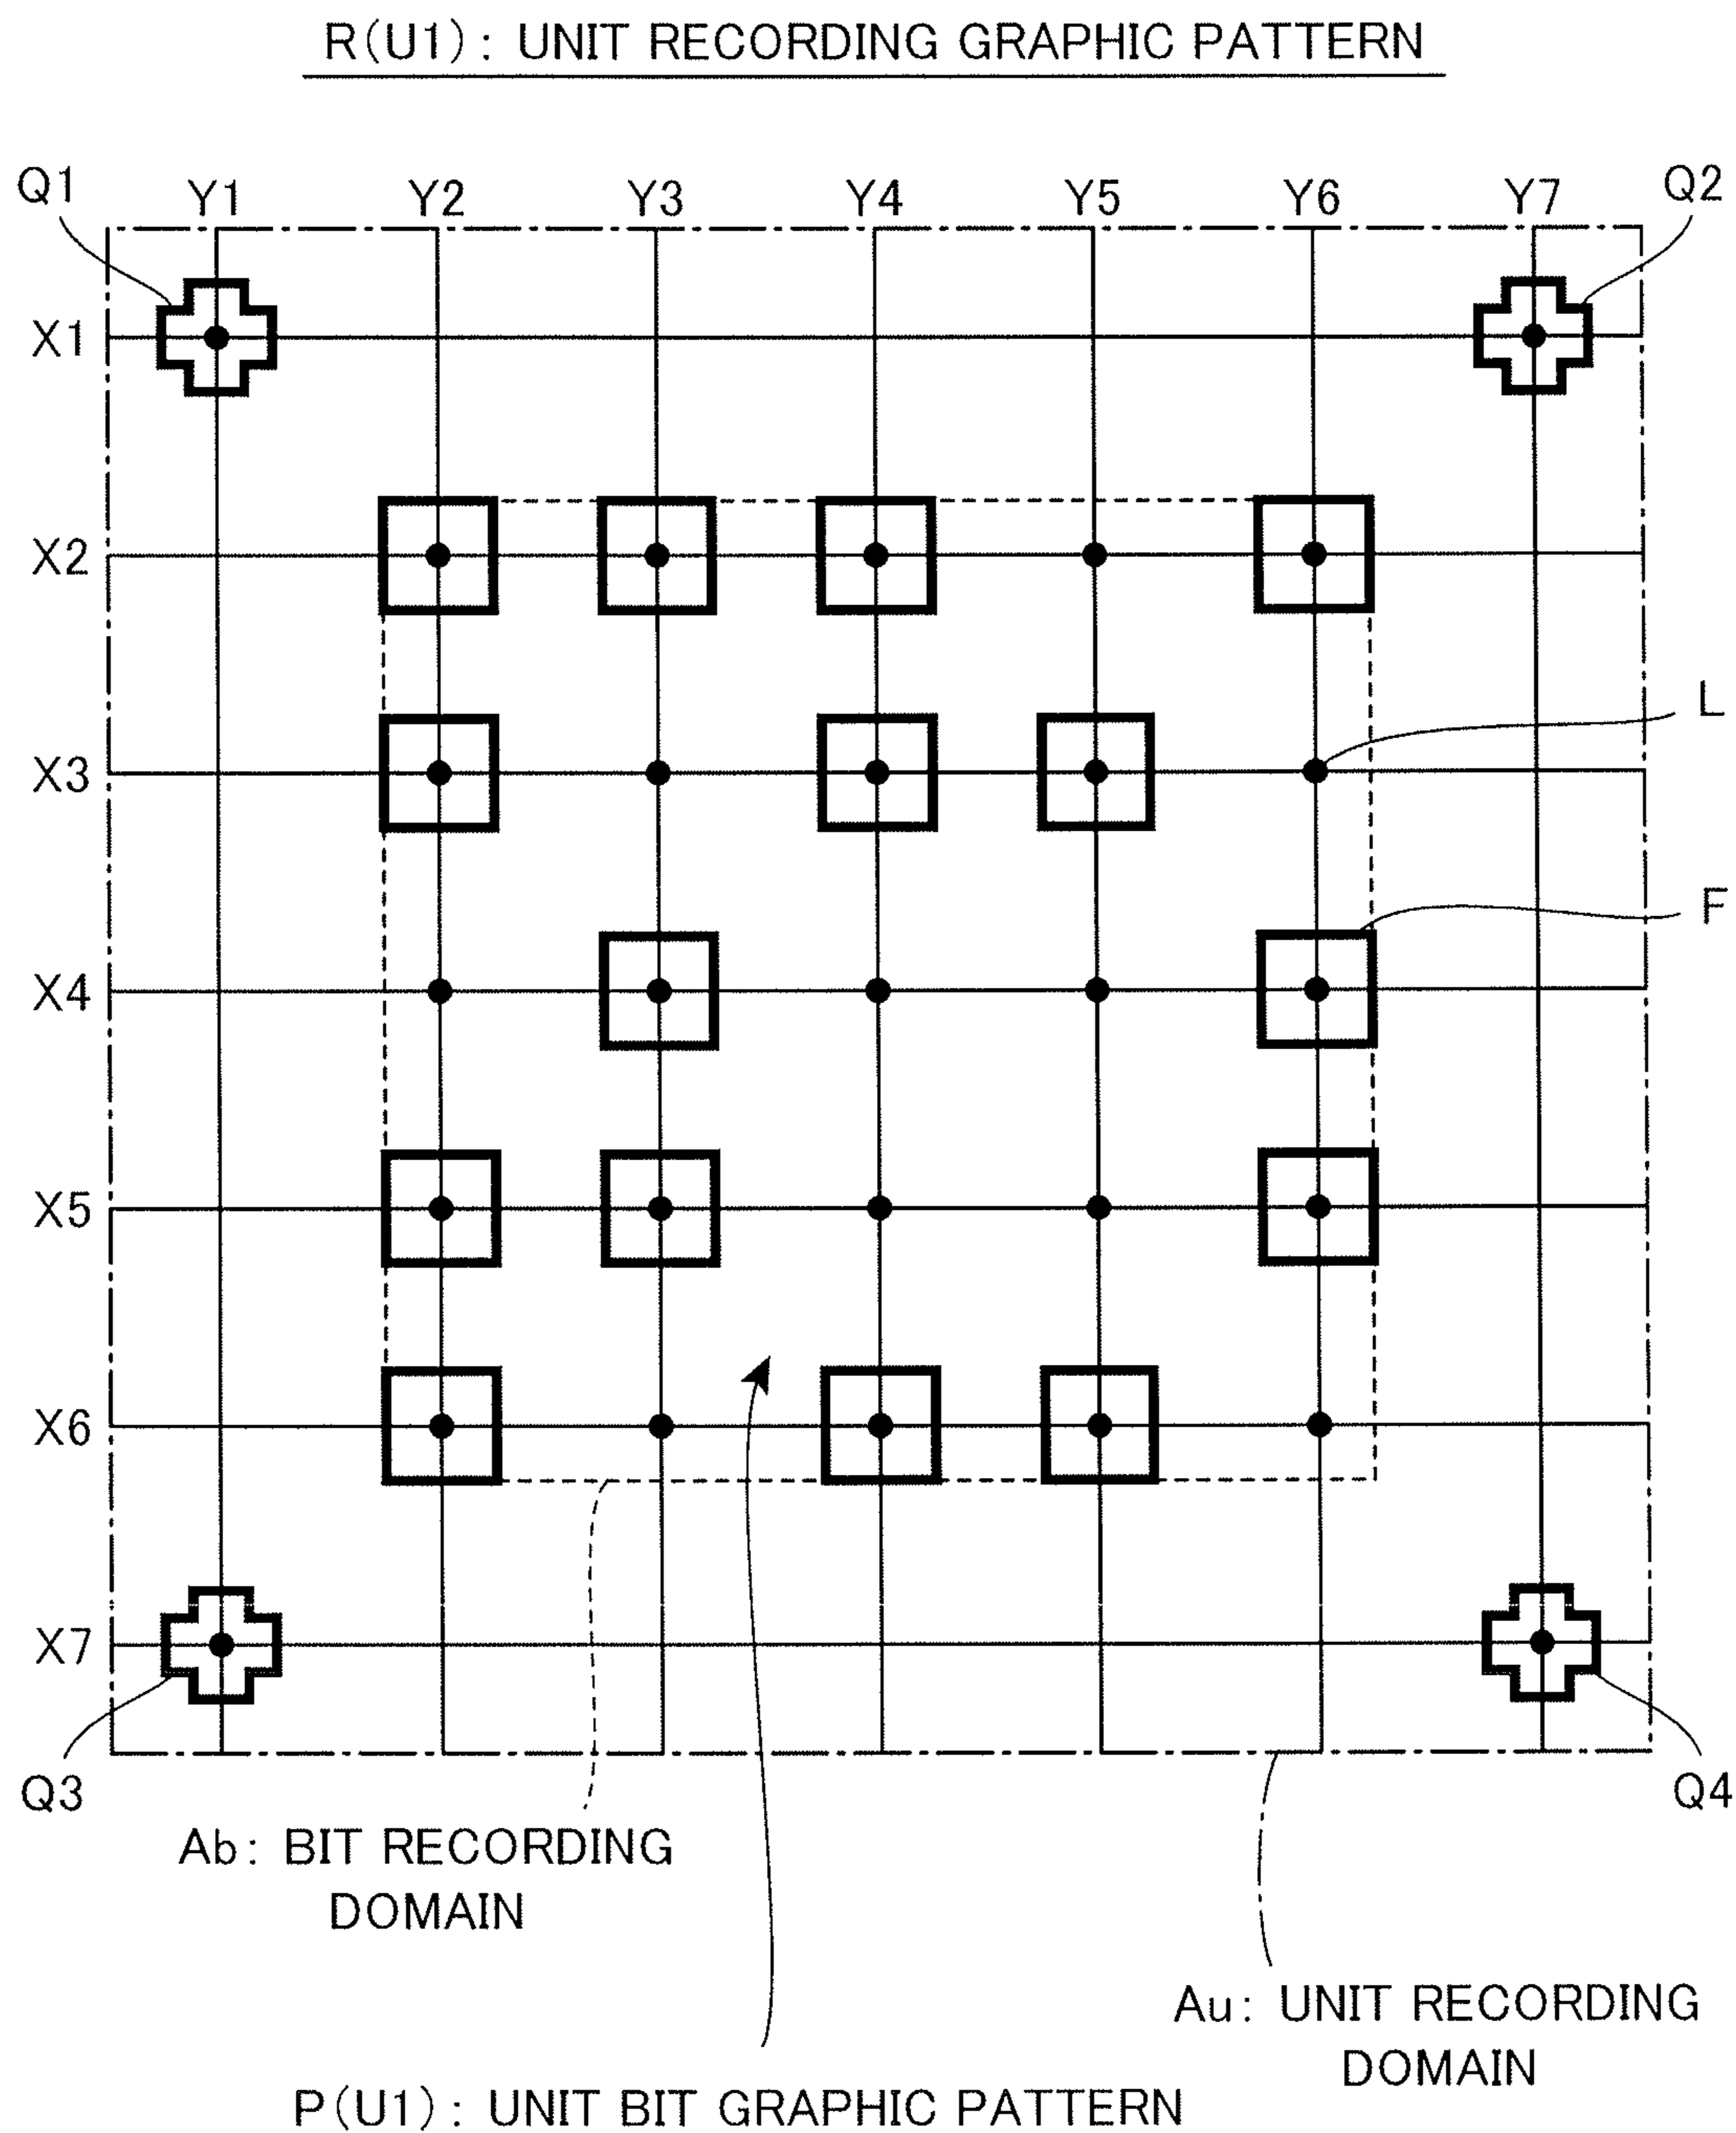 R(U1): UNIT RECORDING GRAPHIC PATTERN
Q1 Y1 Y2 Y3 Y4 Y5 Y6 Y7 Q2
X1
X2
X3 L
X4 F
X5
X6
X7
Q3 Q4
Ab: BIT RECORDING
DOMAIN
Au: UNIT RECORDING
DOMAIN
P(U1): UNIT BIT GRAPHIC PATTERN